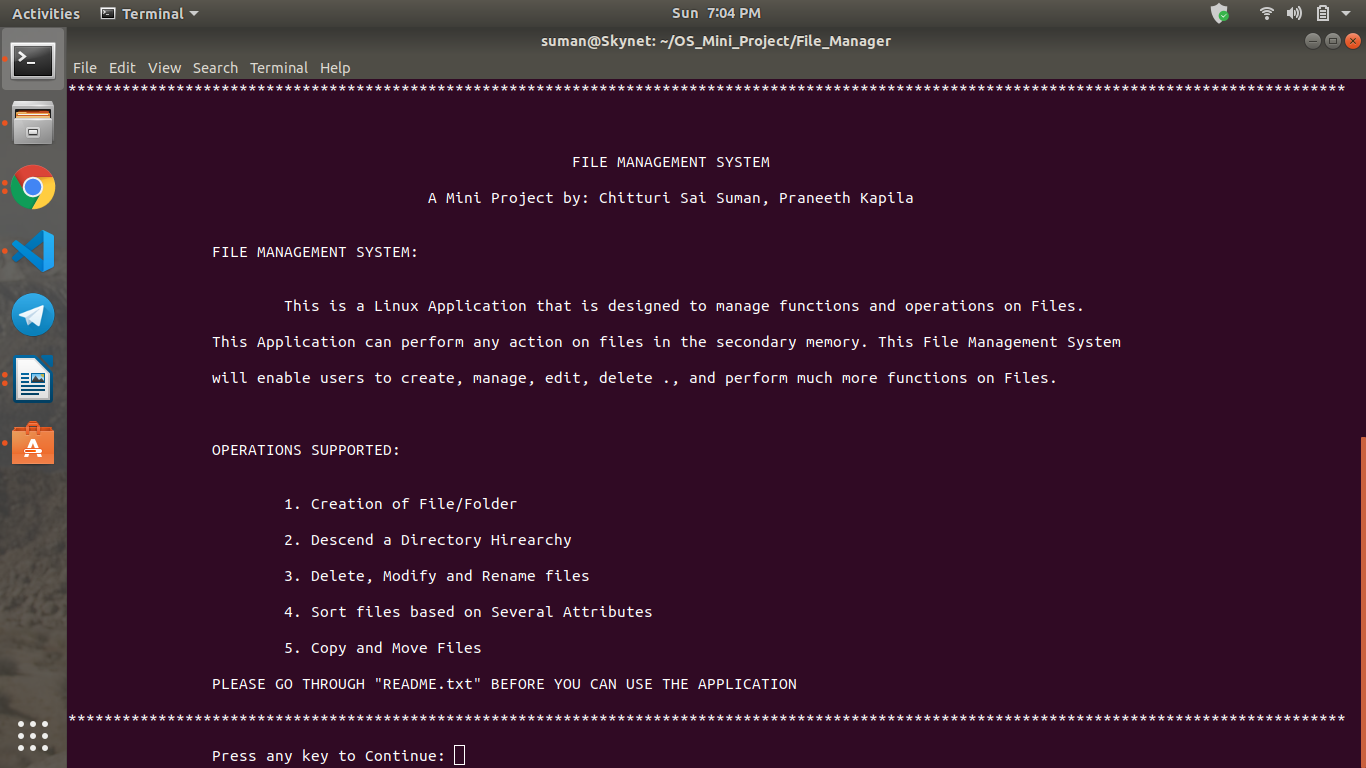 Activities Terminal Sun 7:04 PM
suman@Skynet: ~/OS_Mini_Project/File_Manager
File Edit View Search Terminal Help
**********************************************************************************************************************************************
FILE MANAGEMENT SYSTEM
A Mini Project by: Chitturi Sai Suman, Praneeth Kapila
FILE MANAGEMENT SYSTEM:
This is a Linux Application that is designed to manage functions and operations on Files.
This Application can perform any action on files in the secondary memory. This File Management System
will enable users to create, manage, edit, delete ., and perform much more functions on Files.
OPERATIONS SUPPORTED:
1. Creation of File/Folder
2. Descend a Directory Hirearchy
3. Delete, Modify and Rename files
4. Sort files based on Several Attributes
5. Copy and Move Files
PLEASE GO THROUGH "README.txt" BEFORE YOU CAN USE THE APPLICATION
**********************************************************************************************************************************************
Press any key to Continue: